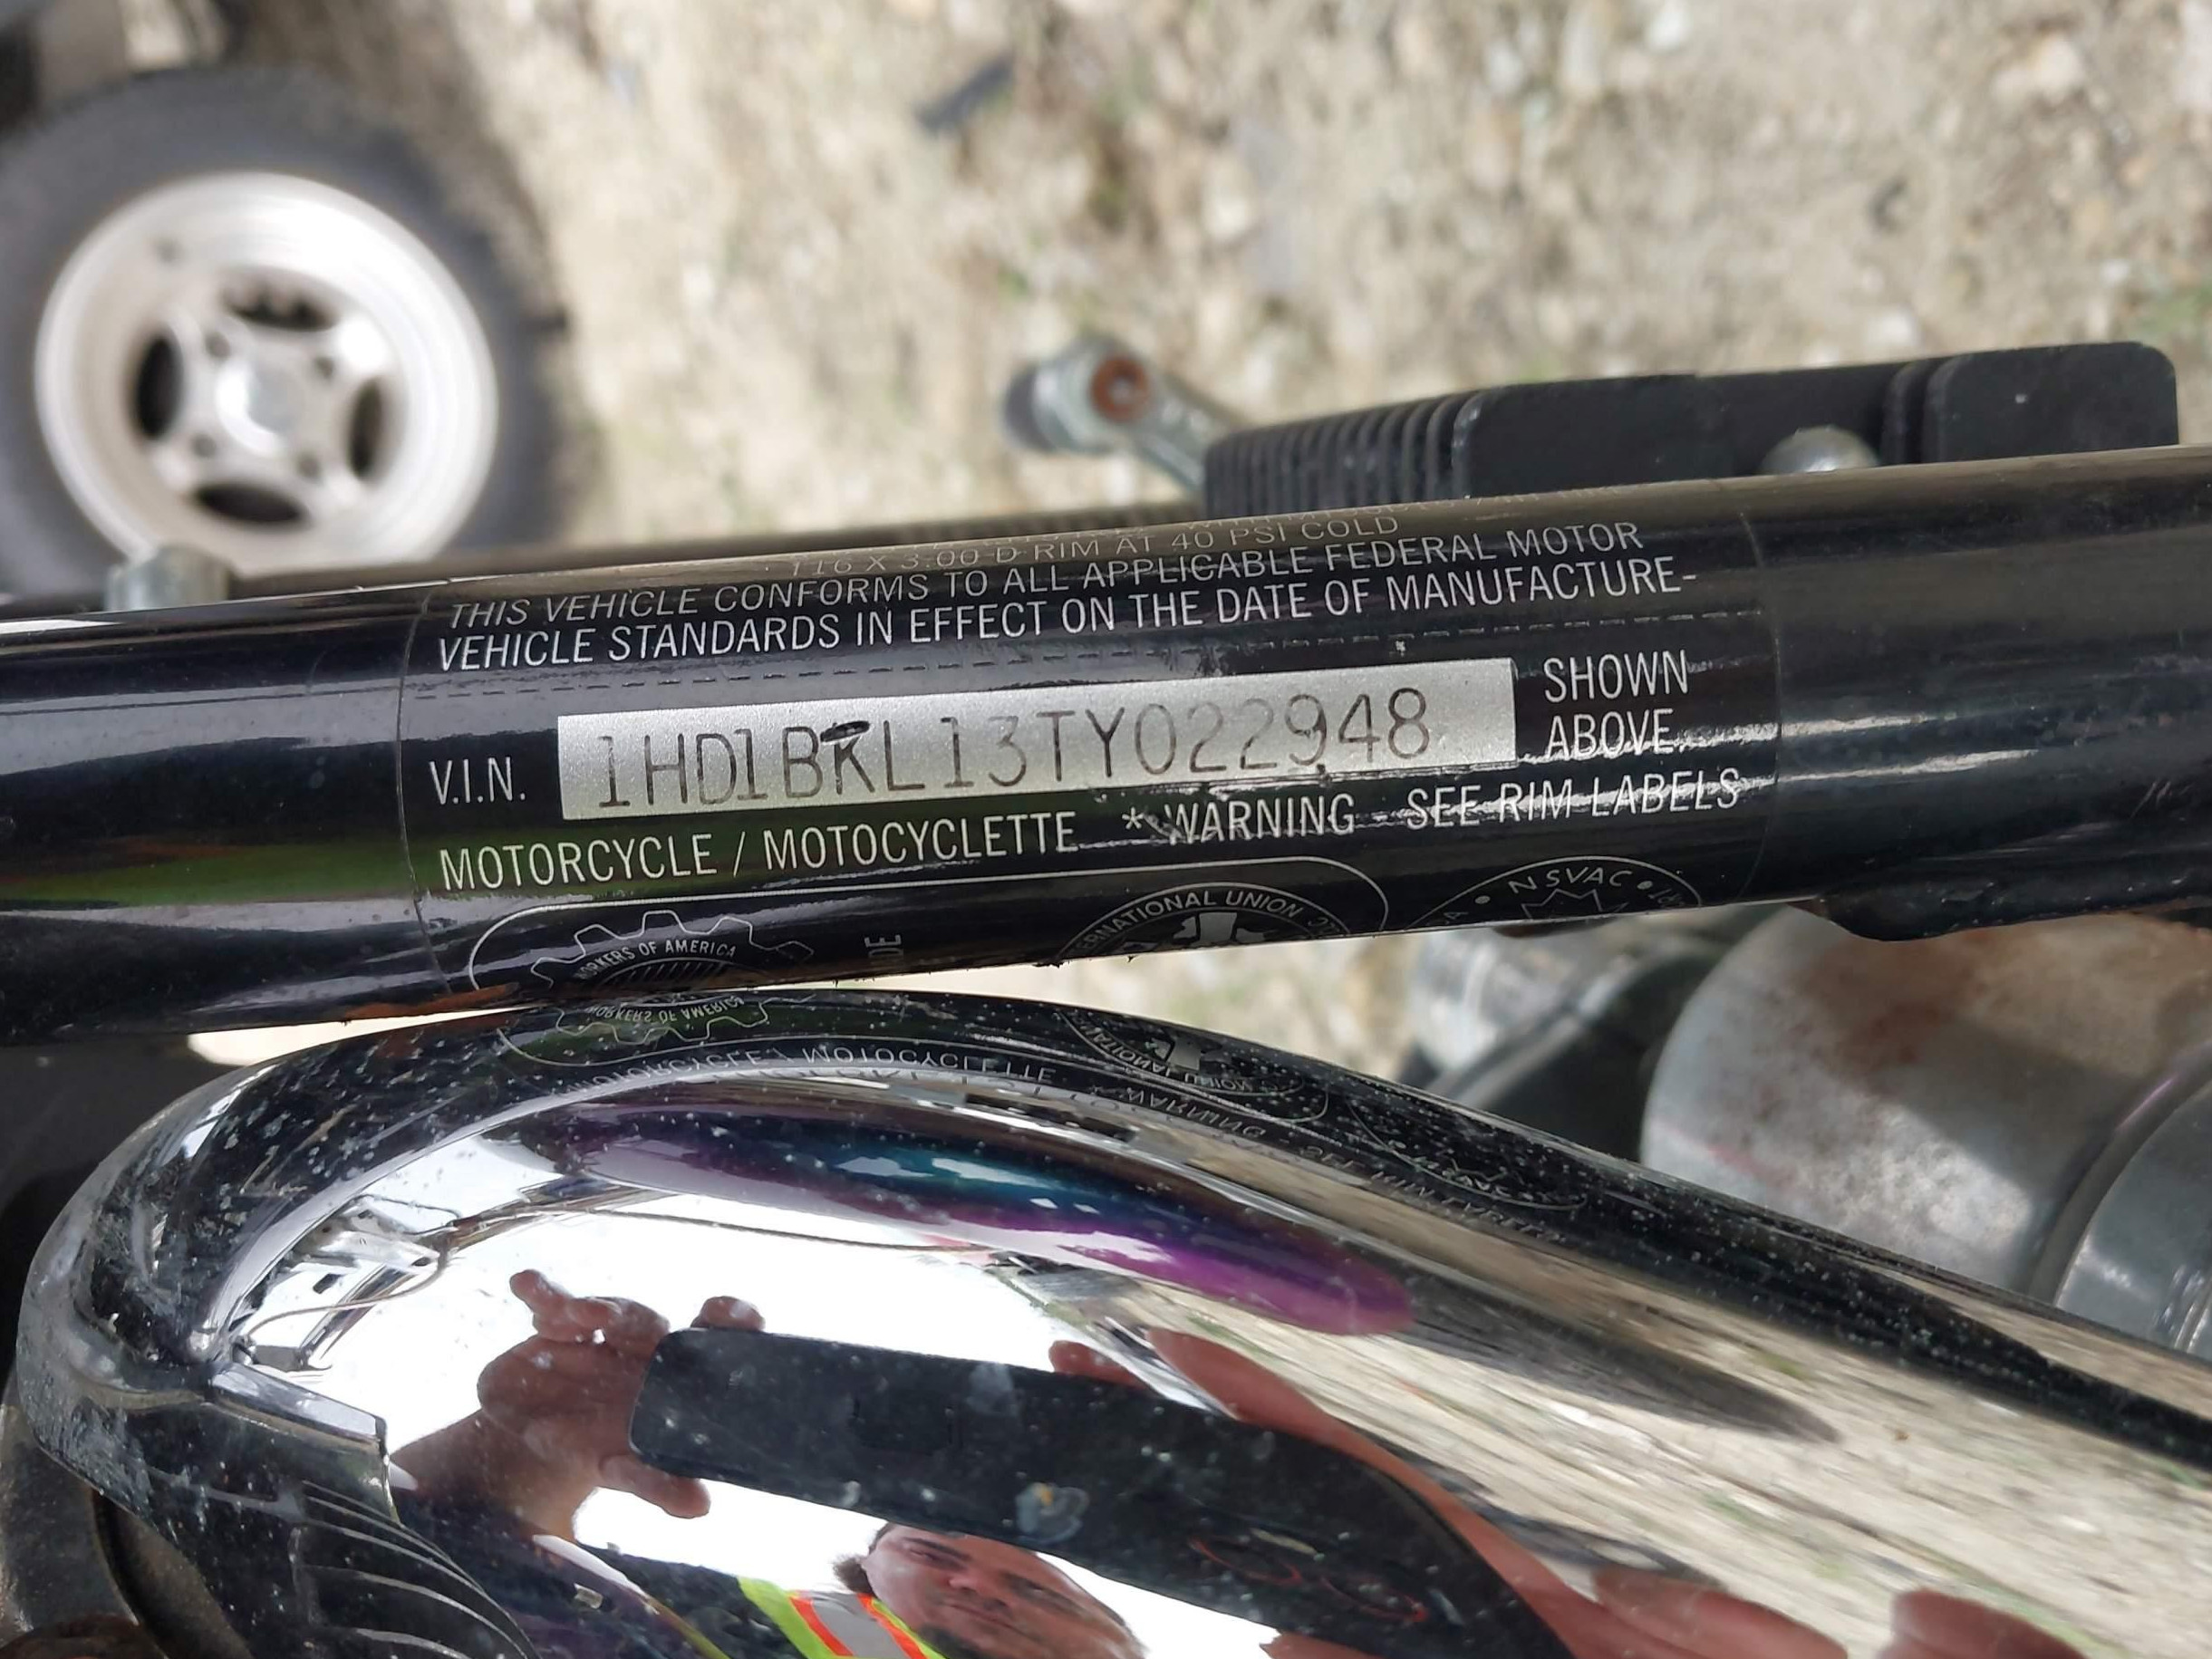 T16 X 3.00 D RIM AT 40 PSI COLD
THIS VEHICLE CONFORMS TO ALL APPLICABLE FEDERAL MOTOR
VEHICLE STANDARDS IN EFFECT ON THE DATE OF MANUFACTURE-
V.I.N. 1HD1BKL13TY022948 SHOWN
ABOVE.
MOTORCYCLE / MOTOCYCLETTE * WARNING - SEE RIM LABELS
WORKERS OF AMERICA
INTERNATIONAL UNION
NSVAC